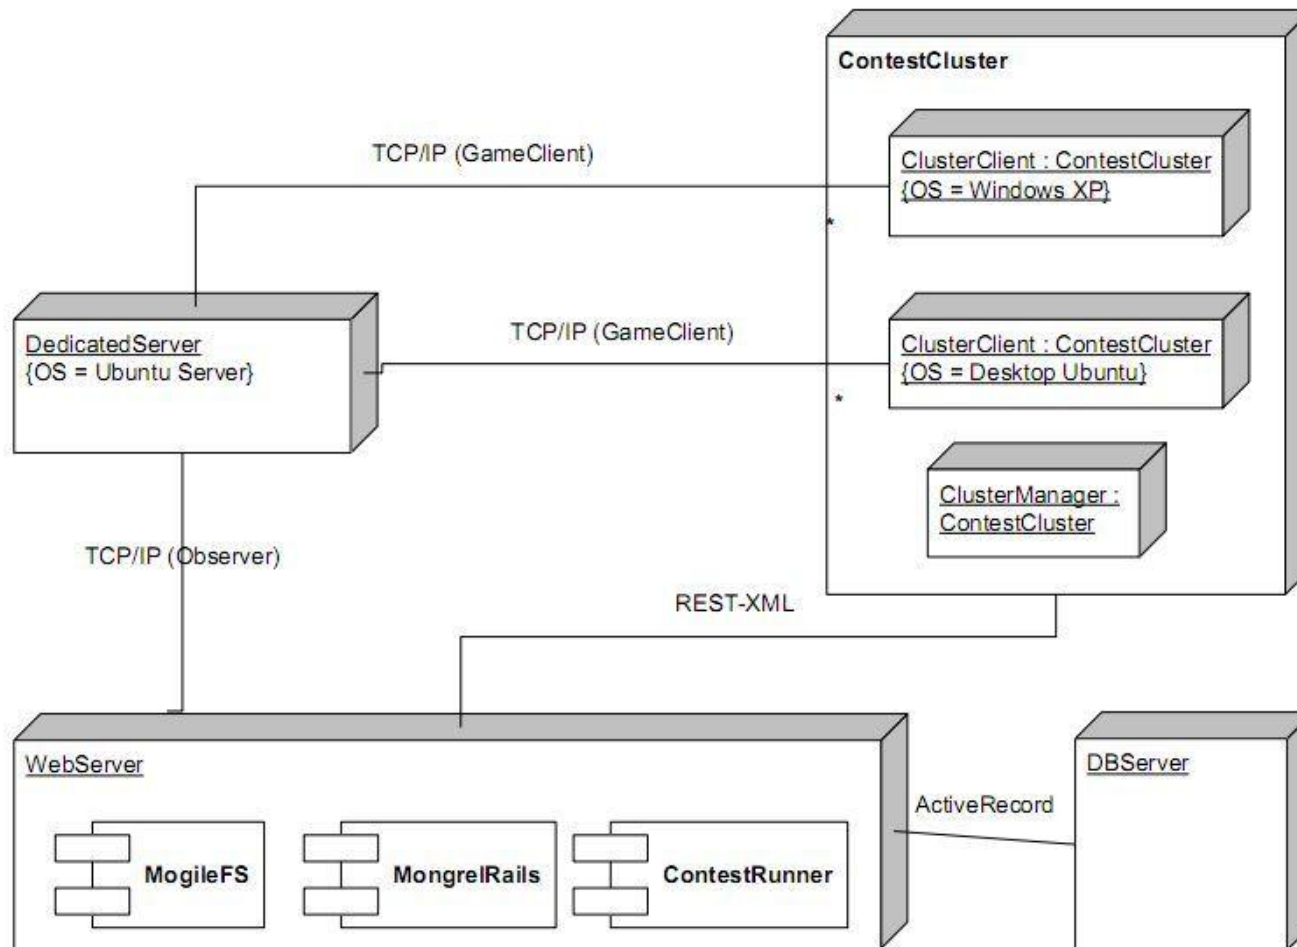 ContestCluster
TCP/IP (GameClient)
ClusterClient : ContestCluster
{OS = Windows XP}
*
DedicatedServer
{OS = Ubuntu Server}
TCP/IP (GameClient)
ClusterClient : ContestCluster
{OS = Desktop Ubuntu}
*
ClusterManager :
ContestCluster
TCP/IP (Observer)
REST-XML
WebServer
DBServer
ActiveRecord
MogileFS
MongrelRails
ContestRunner